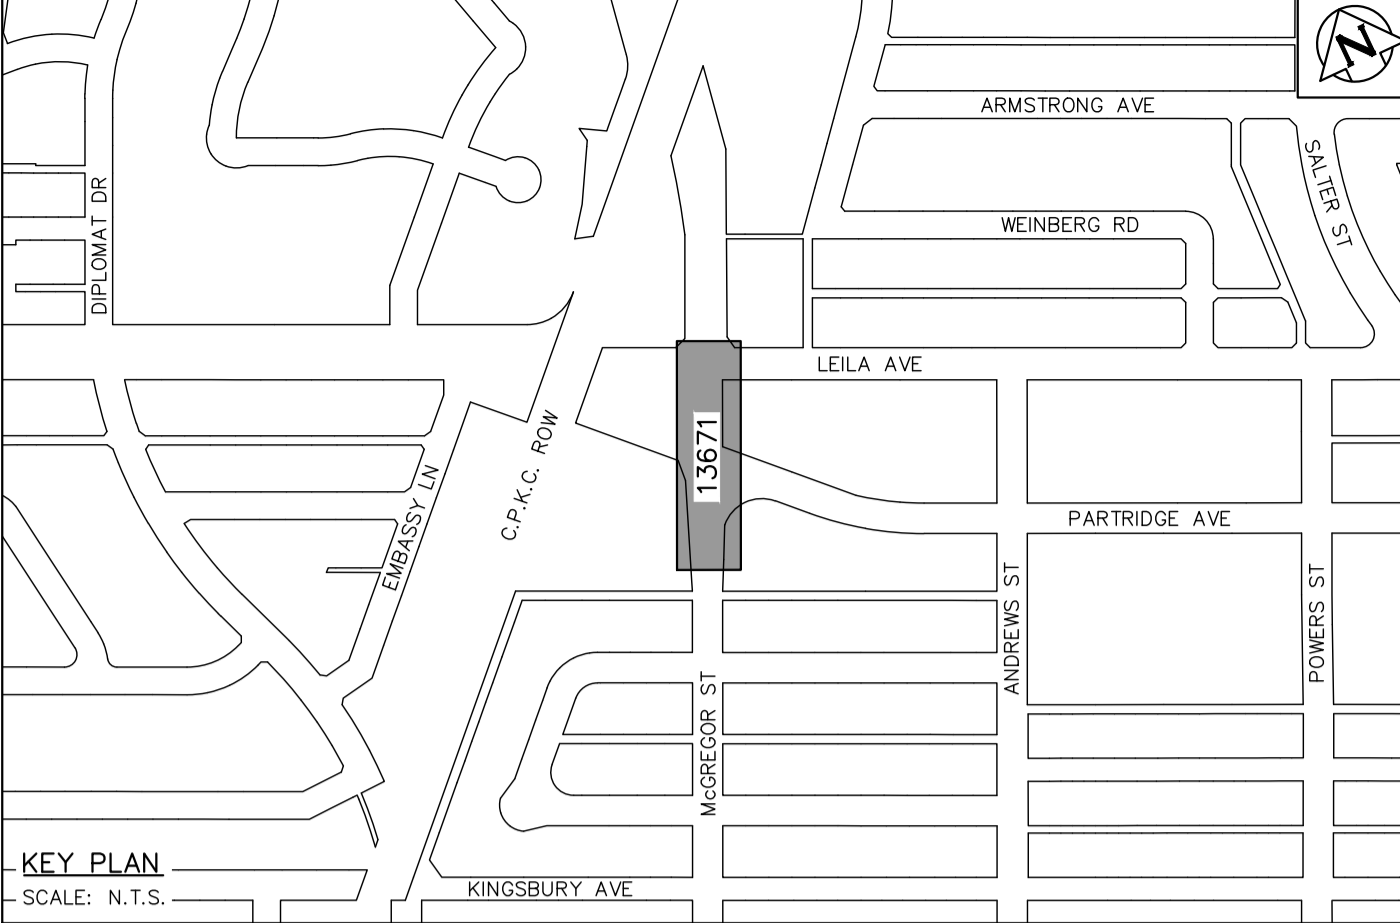 N
ARMSTRONG AVE
SALTER ST
DIPLOMAT DR
WEINBERG RD
LEILA AVE
13671
C.P.K.C. ROW
EMBASSY LN
PARTRIDGE AVE
ANDREWS ST
POWERS ST
McGREGOR ST
KEY PLAN
SCALE: N.T.S.
KINGSBURY AVE